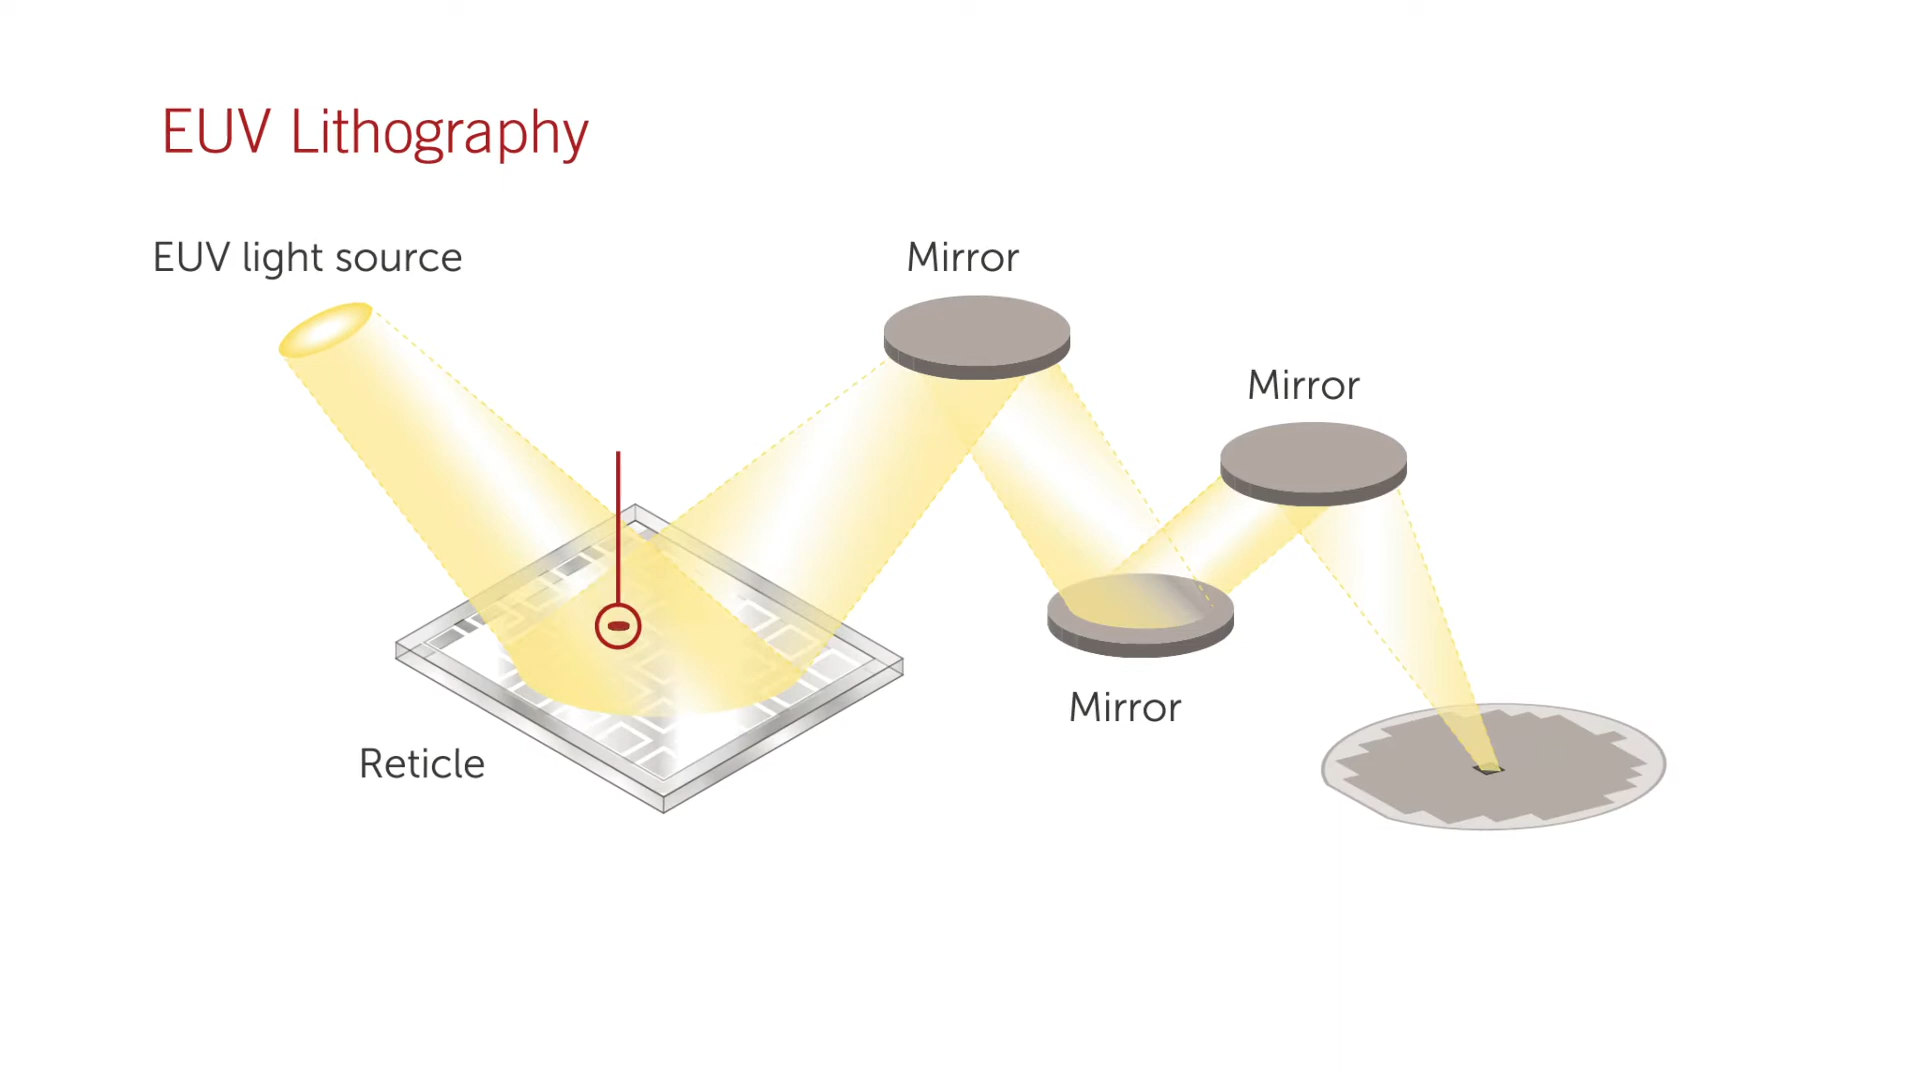 EUV Lithography
EUV light source
Mirror
Mirror
Mirror
Reticle